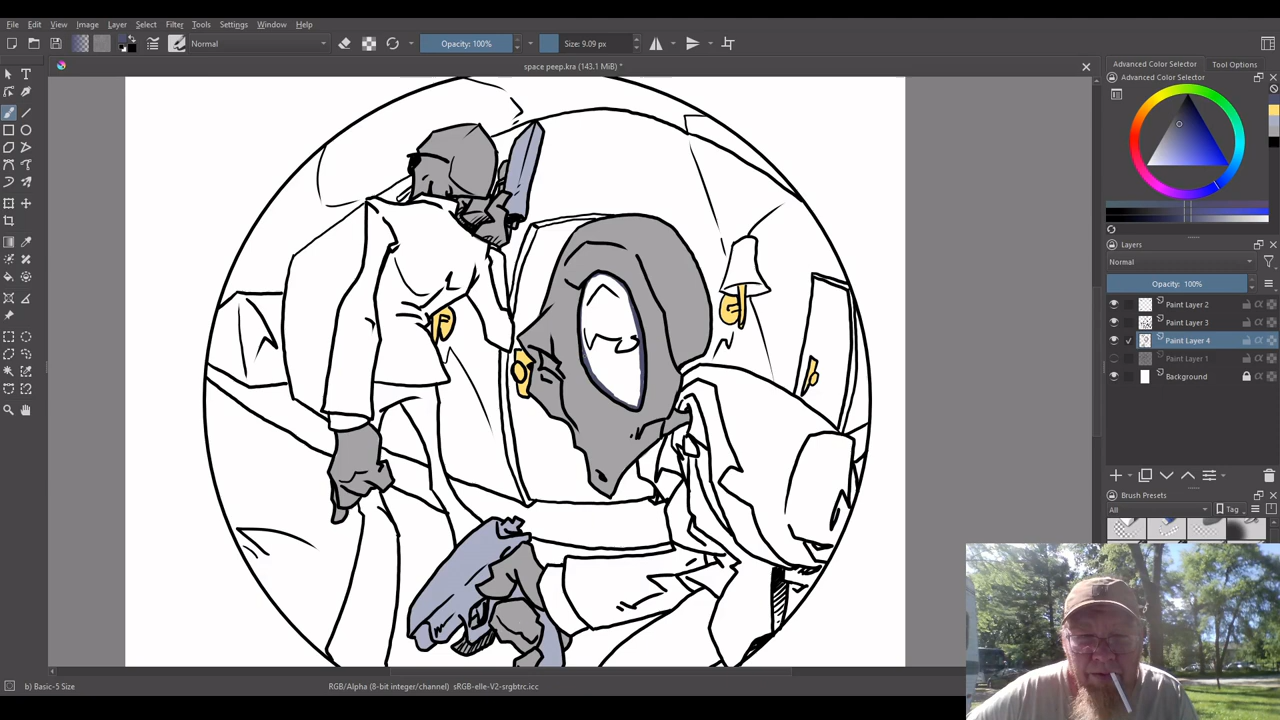 File Edit View Image Layer Select Filter Tools Settings Window Help
Normal Opacity: 100% Size: 9.09 px
space peep.kra (143.1 MiB) *
Advanced Color Selector Tool Options
Advanced Color Selector
Layers
Normal
Opacity: 100%
Paint Layer 2
Paint Layer 3
Paint Layer 4
Paint Layer 1
Background
Brush Presets
All Tag
b) Basic-5 Size RGB/Alpha (8-bit integer/channel) sRGB-elle-V2-srgbtrc.icc